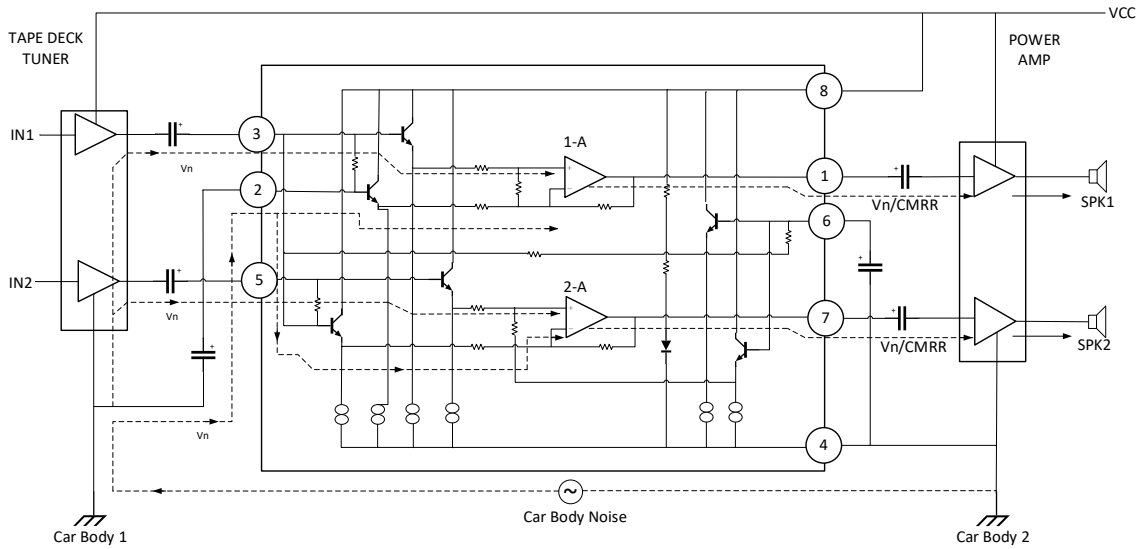 VCC
TAPE DECK
TUNER
POWER
AMP
8
IN1
+
3
Vn
1-A
+
−
1
+
Vn/CMRR
SPK1
2
6
+
IN2
+
5
Vn
2-A
+
−
7
+
Vn/CMRR
SPK2
+
Vn
4
~
Car Body Noise
Car Body 1
Car Body 2